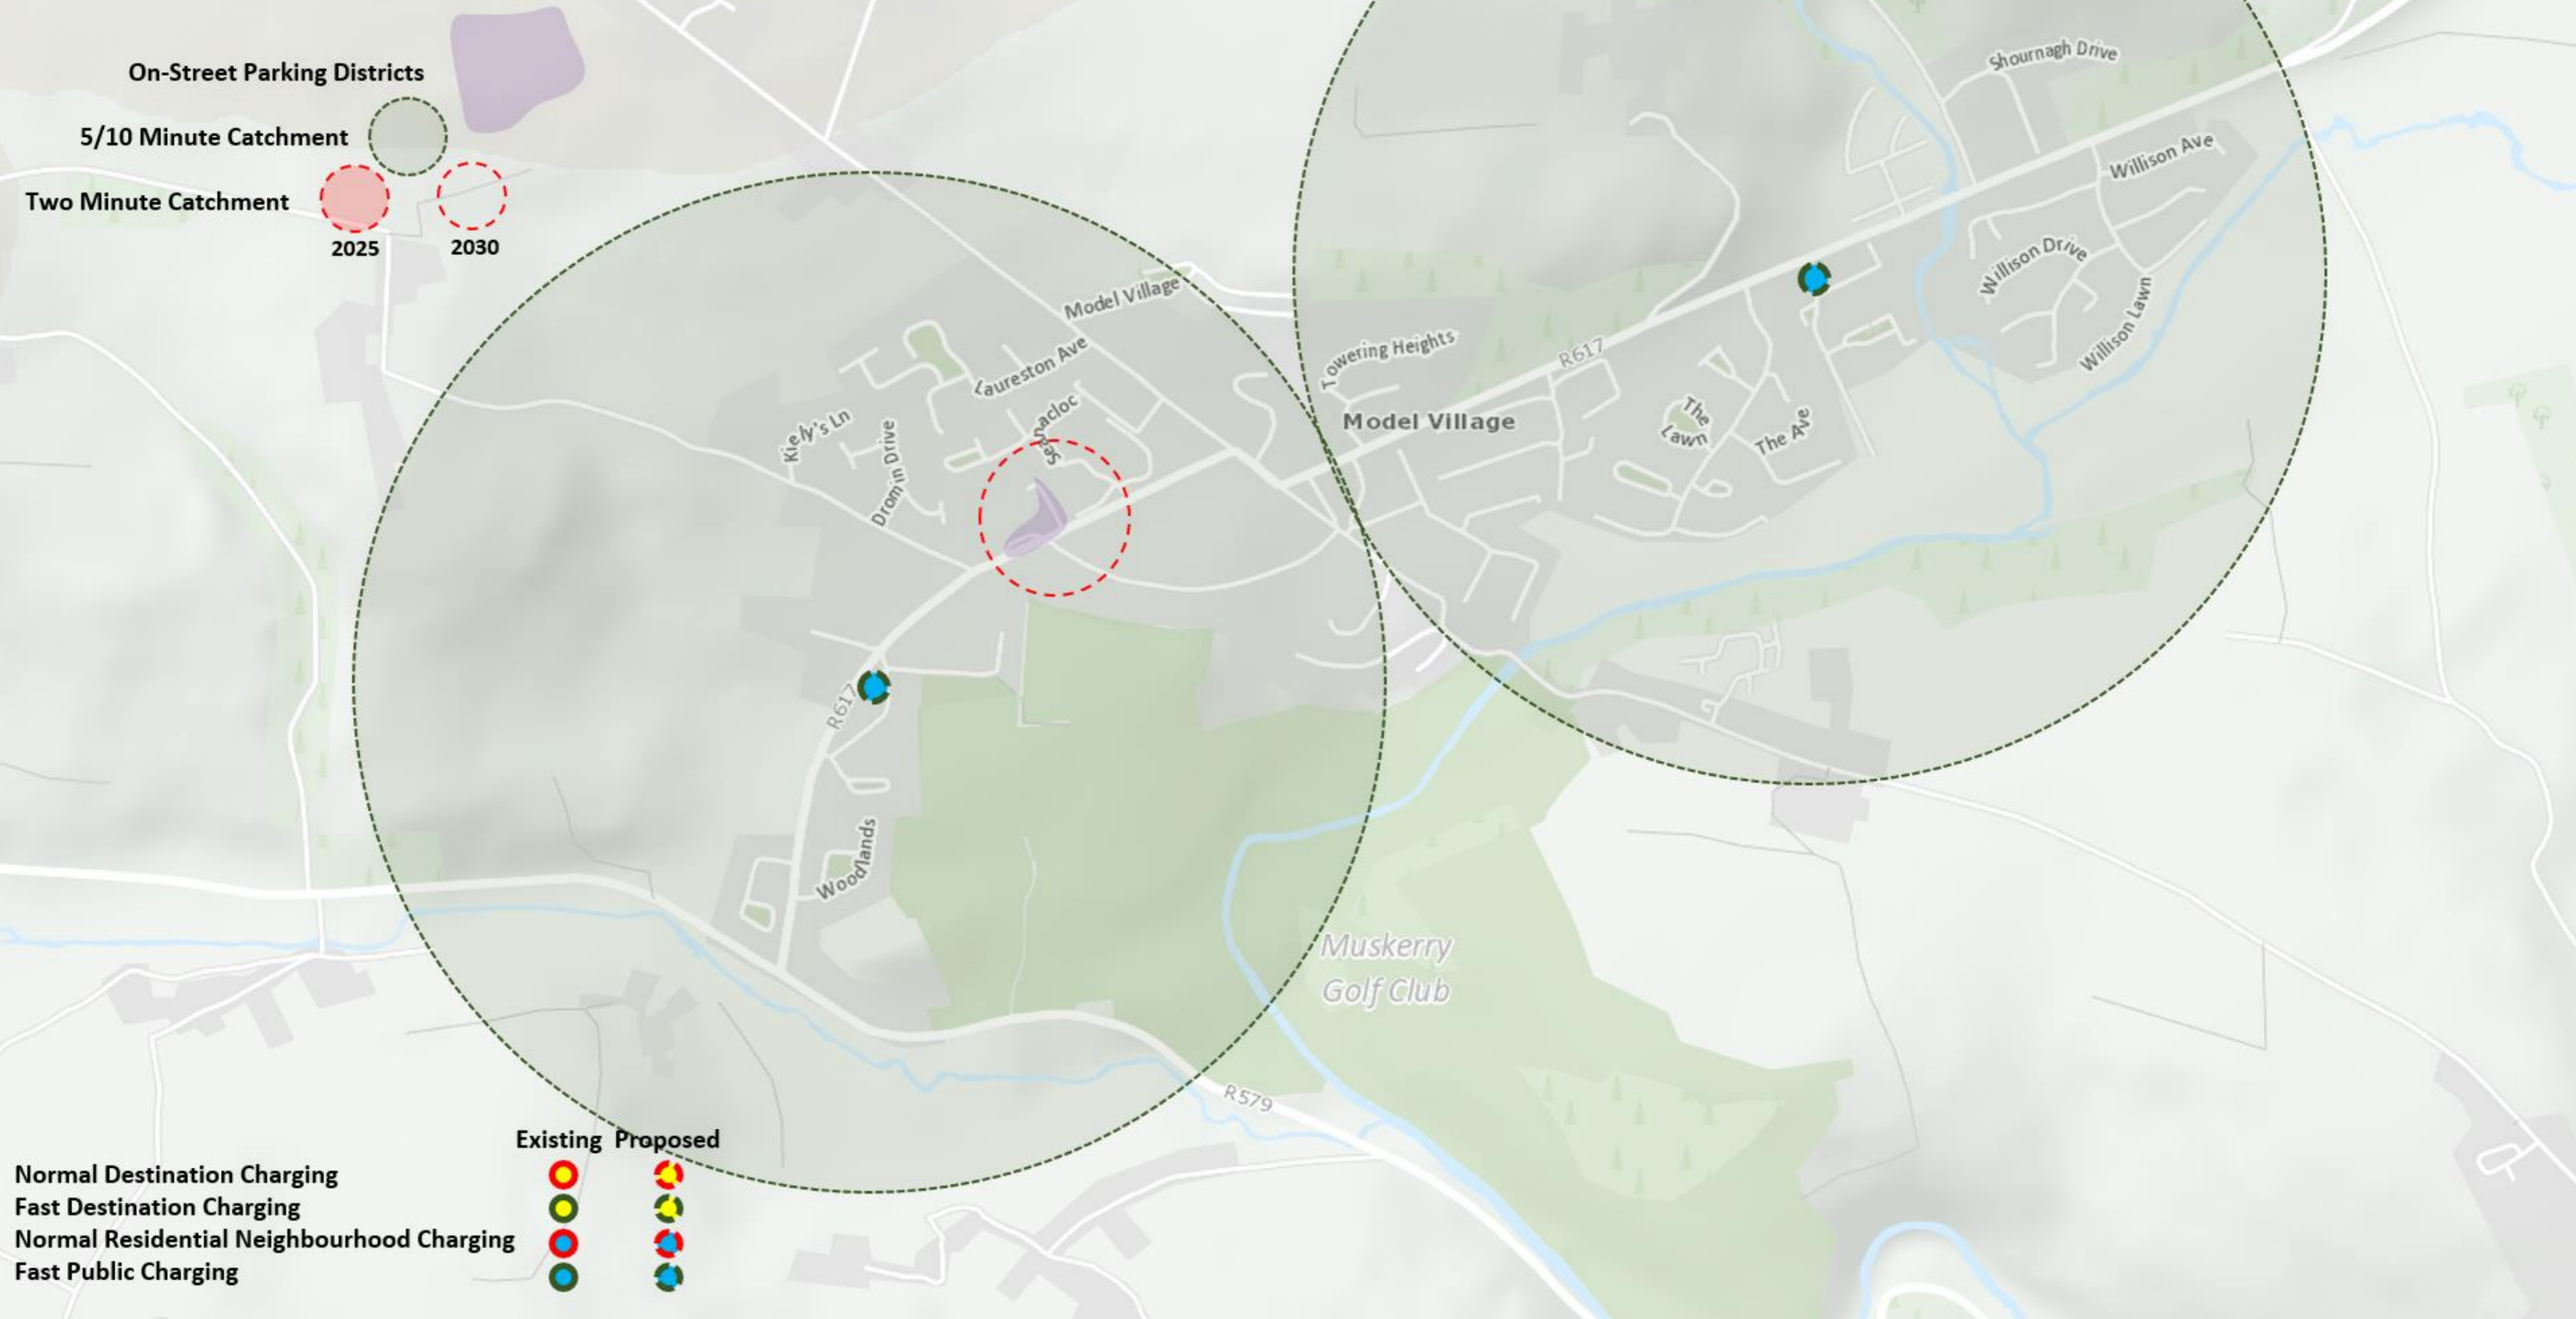 On-Street Parking Districts
5/10 Minute Catchment
Two Minute Catchment
2025
2030
Shournagh Drive
Willison Ave
Willison Drive
Willison Lawn
Model Village
Towering Heights
R617
Laureston Ave
Kiely's Ln
Dromin Drive
Seanacloc
Model Village
The
Lawn
The Ave
R617
Woodlands
Muskerry
Golf Club
R579
Existing Proposed
Normal Destination Charging
Fast Destination Charging
Normal Residential Neighbourhood Charging
Fast Public Charging